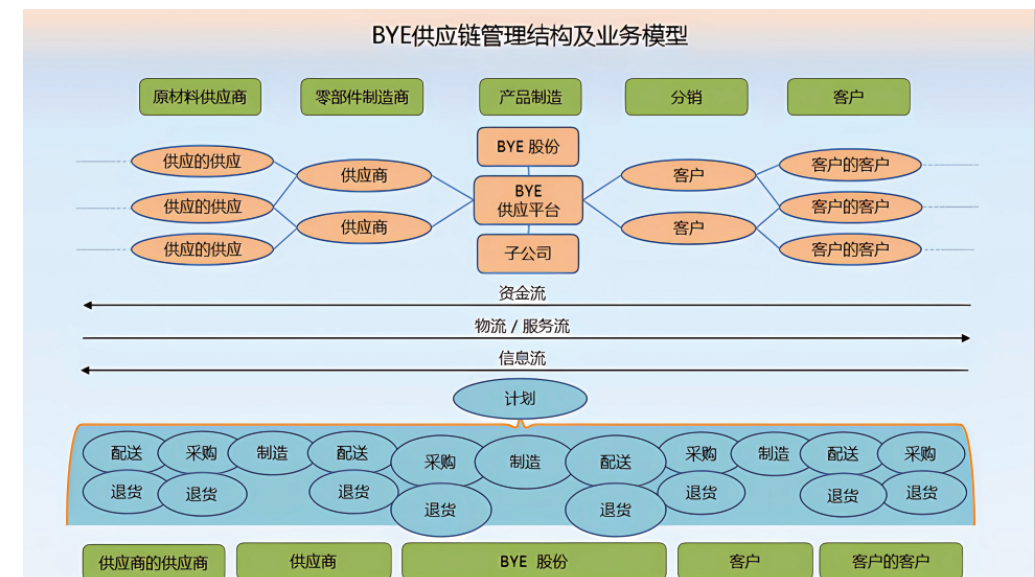 BYE供应链管理结构及业务模型
原材料供应商 零部件制造商 产品制造 分销 客户
BYE 股份
供应的供应 供应商 客户 客户的客户
BYE
供应平台
供应的供应 客户的客户
供应商 客户
供应的供应 子公司 客户的客户
资金流
物流 / 服务流
信息流
计划
配送 采购 制造 配送 采购 制造 配送 采购 制造 配送 采购
退货 退货 退货 退货 退货 退货 退货 退货
供应商的供应商 供应商 BYE 股份 客户 客户的客户